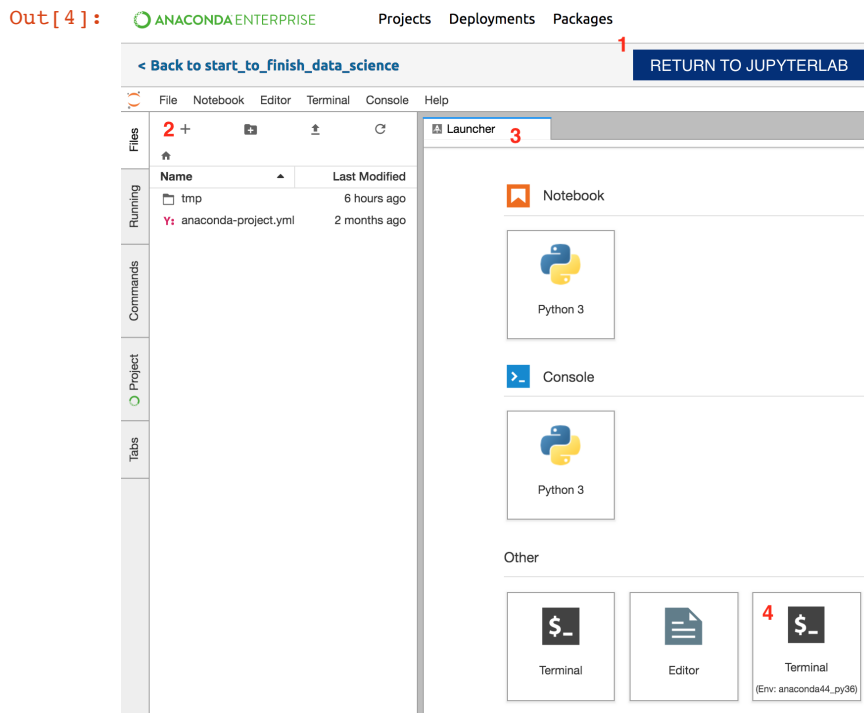 Out[4]:
ANACONDA ENTERPRISE Projects Deployments Packages
1
< Back to start_to_finish_data_science RETURN TO JUPYTERLAB
File Notebook Editor Terminal Console Help
Files
Running
Commands
Project
Tabs
2 +
Name Last Modified
tmp 6 hours ago
Y: anaconda-project.yml 2 months ago
Launcher 3
Notebook
Python 3
>_ Console
Python 3
Other
$_ $_
4
Terminal Editor Terminal
(Env: anaconda44_py36)